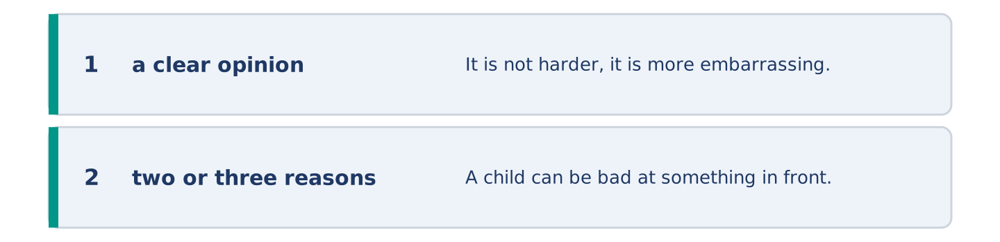 1 a clear opinion It is not harder, it is more embarrassing.
2 two or three reasons A child can be bad at something in front.